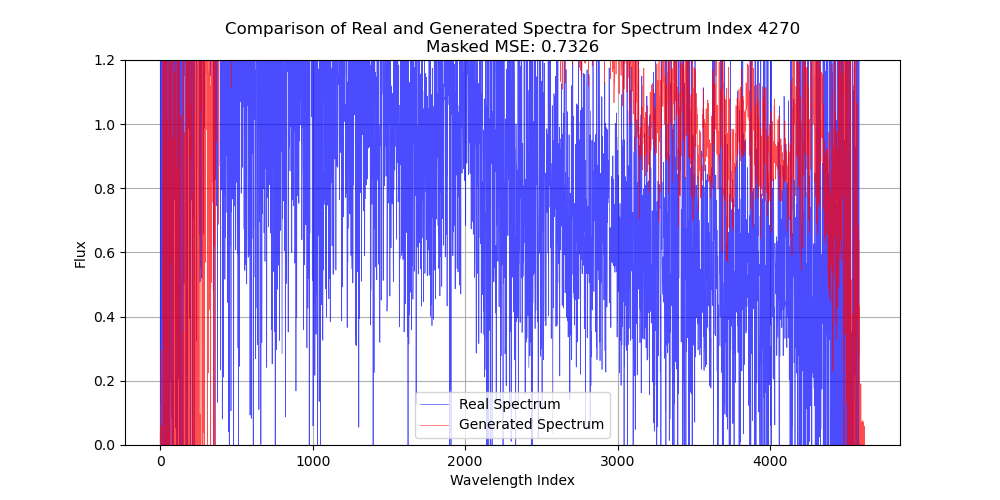 Comparison of Real and Generated Spectra for Spectrum Index 4270
Masked MSE: 0.7326
1.2
1.0
0.8
0.6
0.4
0.2
0.0
Flux
Real Spectrum
Generated Spectrum
0 1000 2000 3000 4000
Wavelength Index